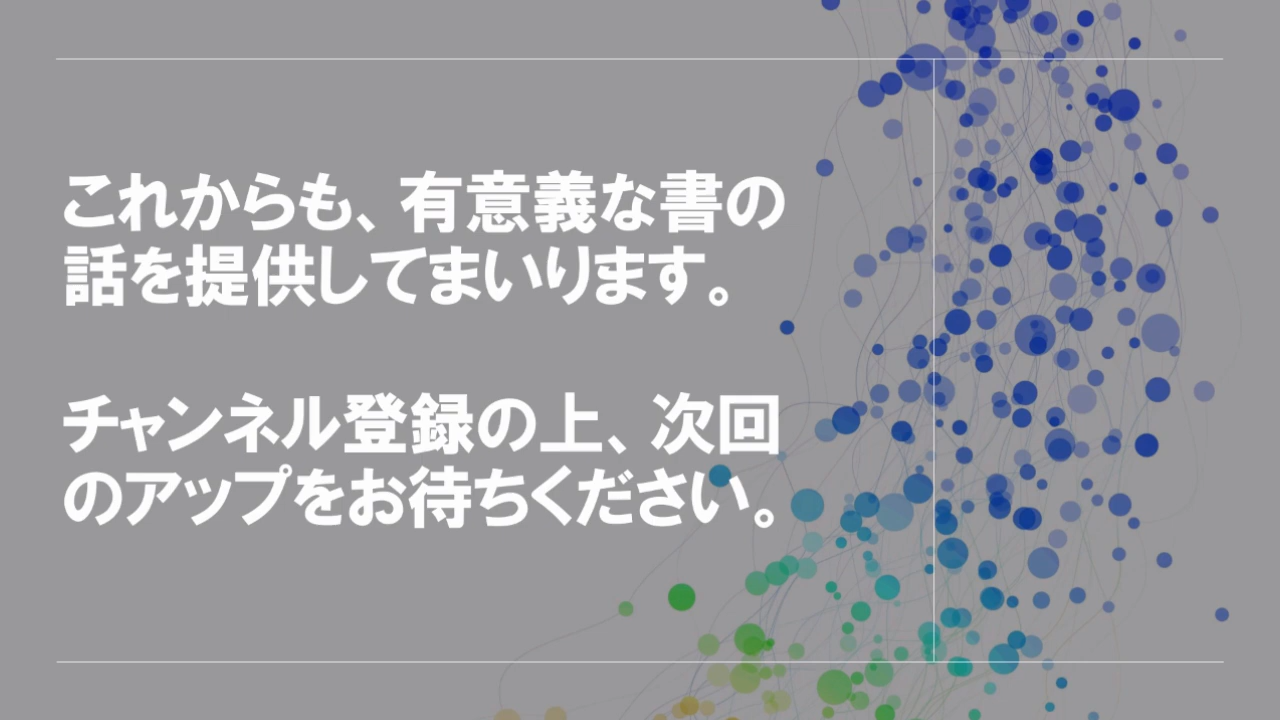 これからも、有意義な書の
話を提供してまいります。
チャンネル登録の上、次回
のアップをお待ちください。